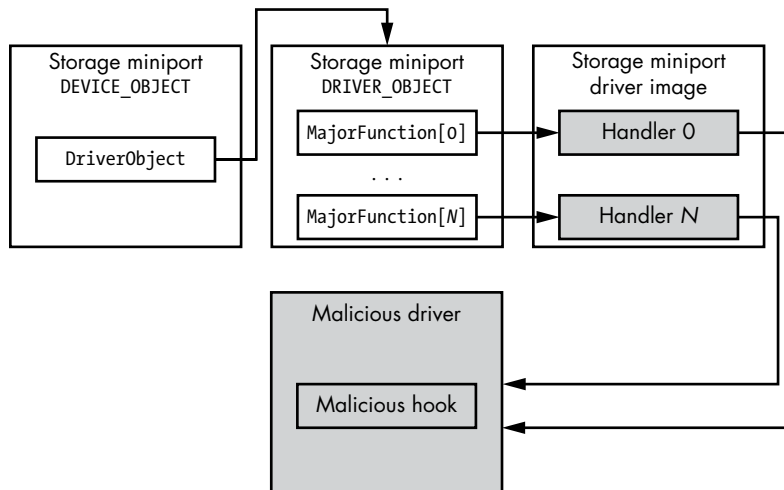 Storage miniport
DEVICE_OBJECT
DriverObject
Storage miniport
DRIVER_OBJECT
MajorFunction[0]
...
MajorFunction[N]
Storage miniport
driver image
Handler 0
Handler N
Malicious driver
Malicious hook